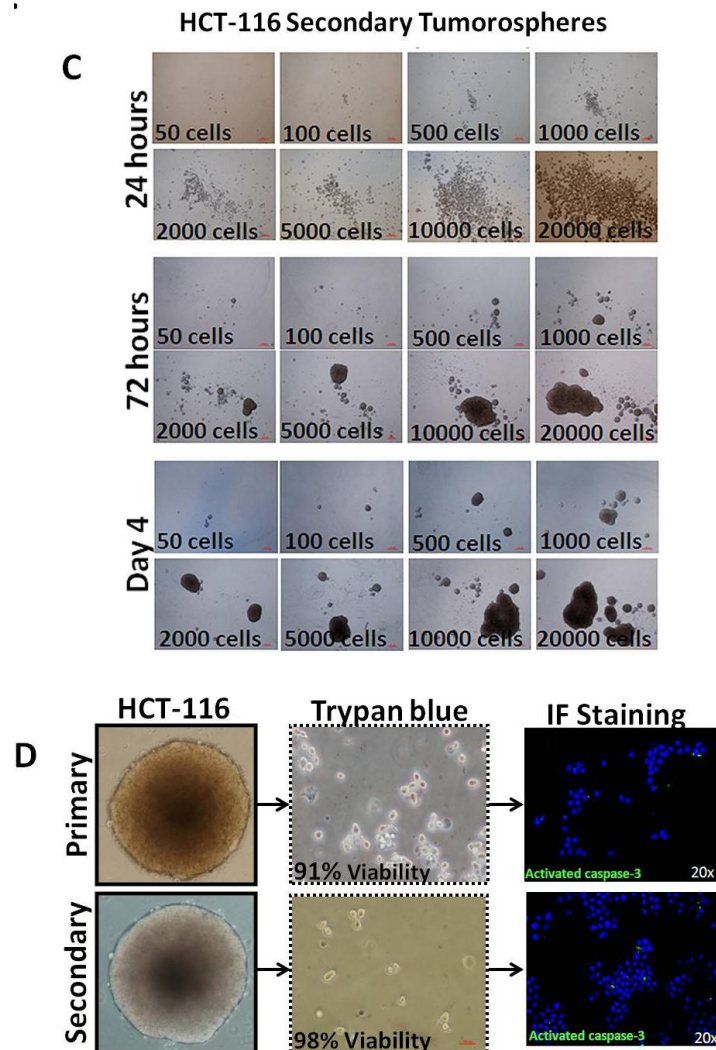 HCT-116 Secondary Tumorospheres
C
24 hours
50 cells
100 cells
500 cells
1000 cells
2000 cells
5000 cells
10000 cells
20000 cells
72 hours
50 cells
100 cells
500 cells
1000 cells
2000 cells
5000 cells
10000 cells
20000 cells
Day 4
50 cells
100 cells
500 cells
1000 cells
2000 cells
5000 cells
10000 cells
20000 cells
D
HCT-116
Trypan blue
IF Staining
Primary
91% Viability
Activated caspase-3
20x
Secondary
98% Viability
Activated caspase-3
20x